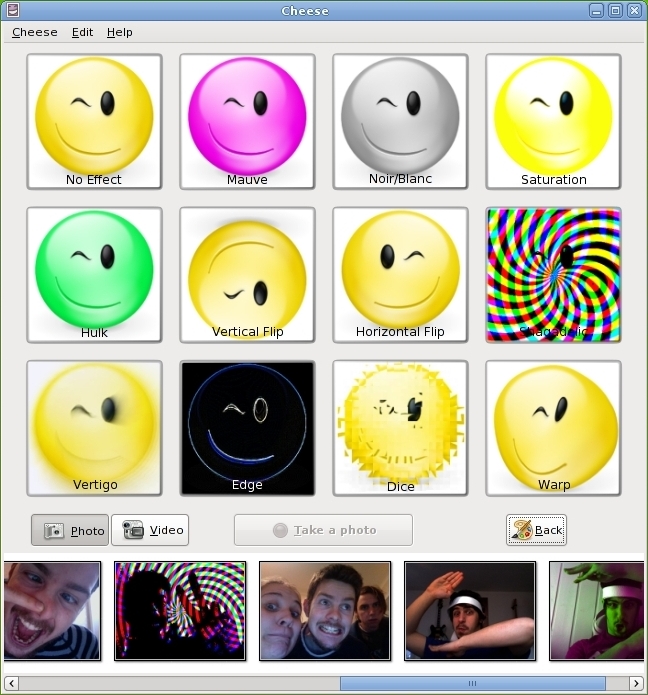 Cheese
Cheese Edit Help
No Effect
Mauve
Noir/Blanc
Saturation
Hulk
Vertical Flip
Horizontal Flip
Shagadelic
Vertigo
Edge
Dice
Warp
Photo
Video
Take a photo
Back